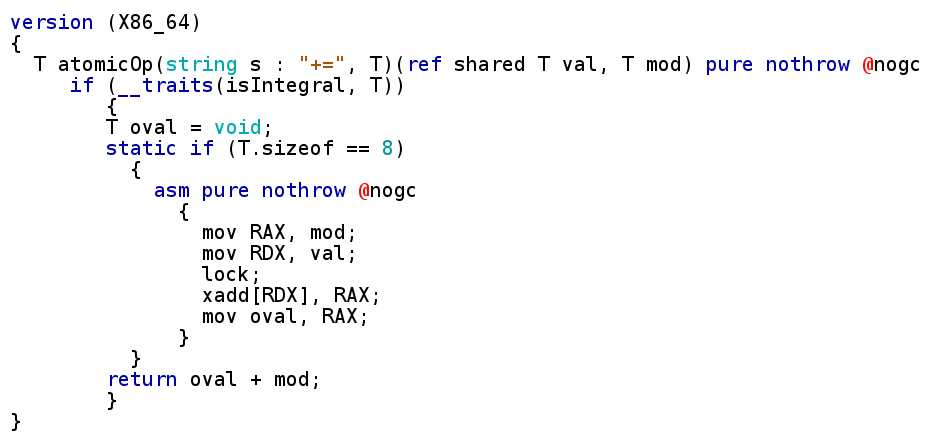 version (X86_64)
{
  T atomicOp(string s : "+=", T)(ref shared T val, T mod) pure nothrow @nogc
     if (__traits(isIntegral, T))
        {
        T oval = void;
        static if (T.sizeof == 8)
          {
            asm pure nothrow @nogc
              {
                mov RAX, mod;
                mov RDX, val;
                lock;
                xadd[RDX], RAX;
                mov oval, RAX;
              }
          }
        return oval + mod;
        }
}